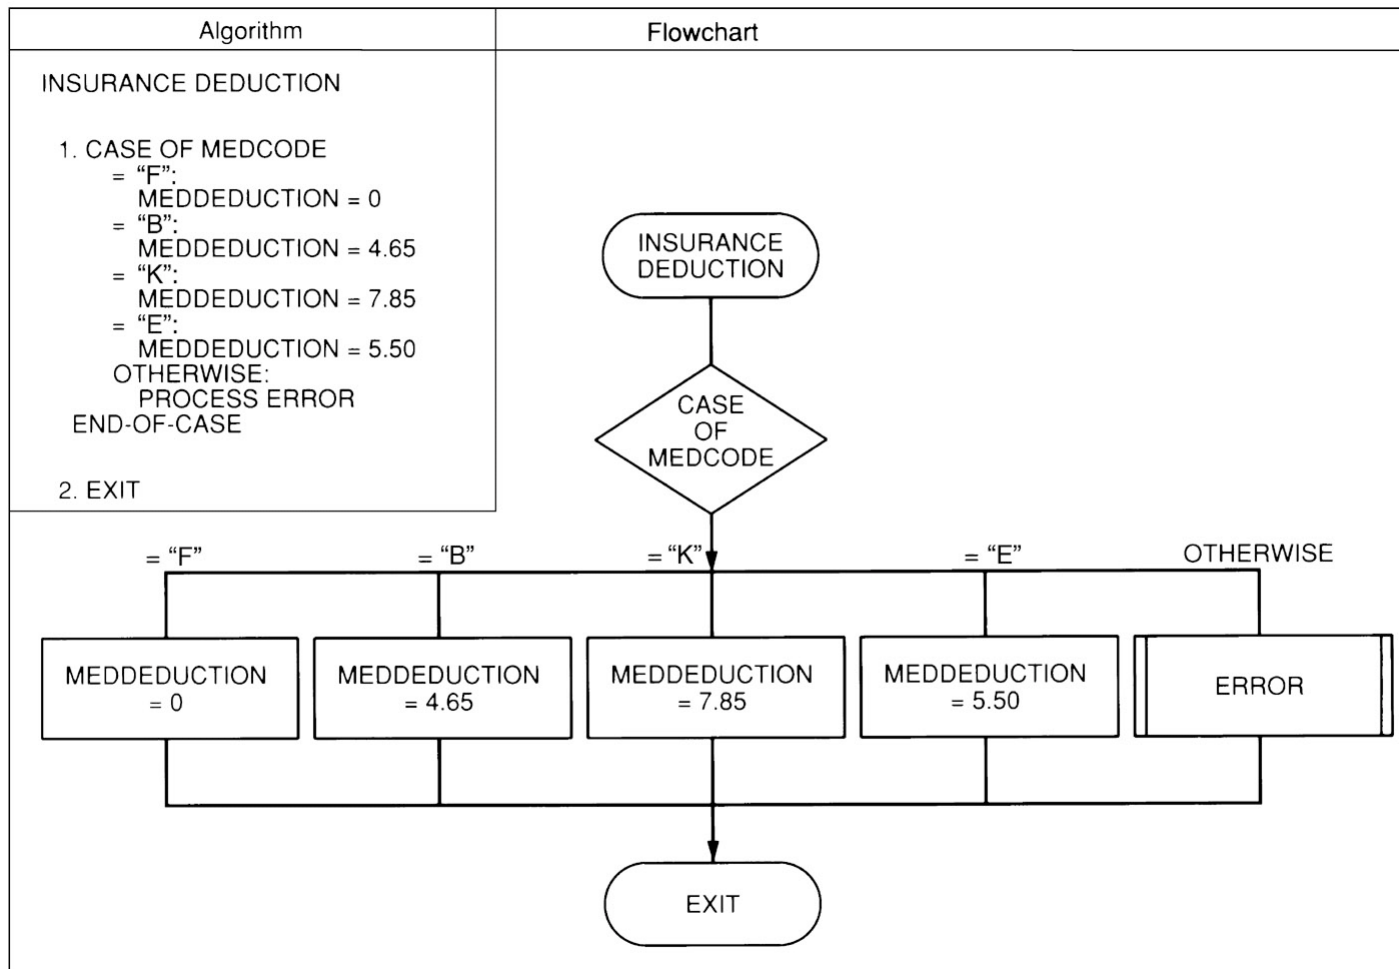 Algorithm
Flowchart
INSURANCE DEDUCTION
1. CASE OF MEDCODE
= “F”:
MEDDEDUCTION = 0
= “B”:
MEDDEDUCTION = 4.65
= “K”:
MEDDEDUCTION = 7.85
= “E”:
MEDDEDUCTION = 5.50
OTHERWISE:
PROCESS ERROR
END-OF-CASE
2. EXIT
INSURANCE
DEDUCTION
CASE
OF
MEDCODE
= “F”
= “B”
= “K”
= “E”
OTHERWISE
MEDDEDUCTION
= 0
MEDDEDUCTION
= 4.65
MEDDEDUCTION
= 7.85
MEDDEDUCTION
= 5.50
ERROR
EXIT